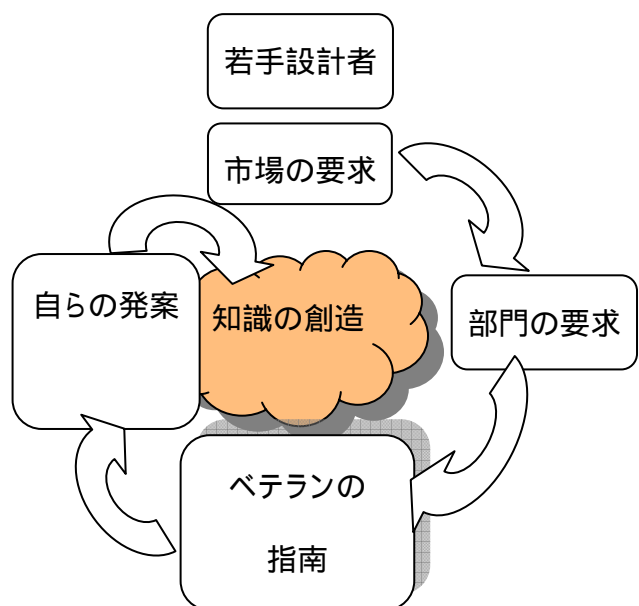 若手設計者
市場の要求
自らの発案
知識の創造
部門の要求
ベテランの
指南